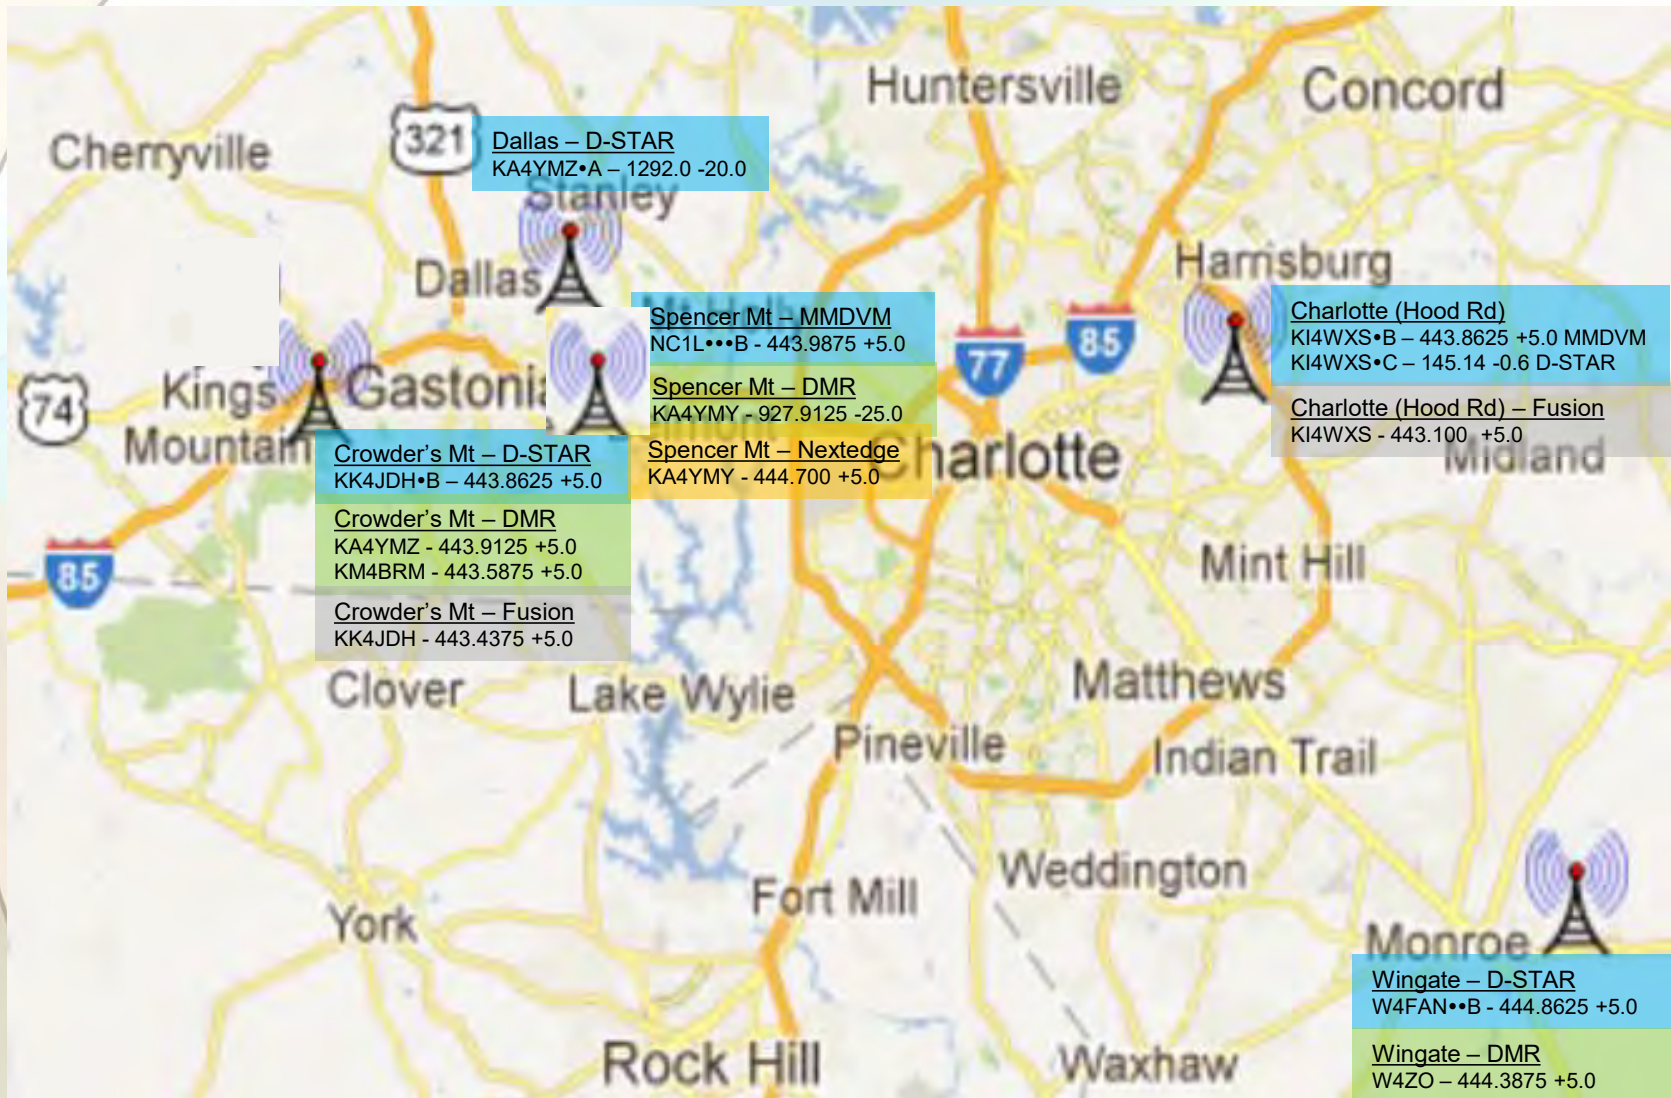 Huntersville
Concord
Cherryville
321
Dallas – D-STAR
KA4YMZ•A – 1292.0 -20.0
Stanley
Dallas
Harrisburg
Mt Holly
Spencer Mt – MMDVM
NC1L•••B - 443.9875 +5.0
77
85
Charlotte (Hood Rd)
KI4WXS•B – 443.8625 +5.0 MMDVM
KI4WXS•C – 145.14 -0.6 D-STAR
Kings
Mountain
74
Gastonia
Spencer Mt – DMR
KA4YMY - 927.9125 -25.0
Charlotte (Hood Rd) – Fusion
KI4WXS - 443.100 +5.0
Spencer Mt – Nextedge
KA4YMY - 444.700 +5.0
Charlotte
Midland
Crowder’s Mt – D-STAR
KK4JDH•B – 443.8625 +5.0
Crowder’s Mt – DMR
KA4YMZ - 443.9125 +5.0
KM4BRM - 443.5875 +5.0
85
Mint Hill
Crowder’s Mt – Fusion
KK4JDH - 443.4375 +5.0
Clover
Lake Wylie
Matthews
Pineville
Indian Trail
Weddington
Fort Mill
York
Monroe
Wingate – D-STAR
W4FAN••B - 444.8625 +5.0
Rock Hill
Waxhaw
Wingate – DMR
W4ZO – 444.3875 +5.0